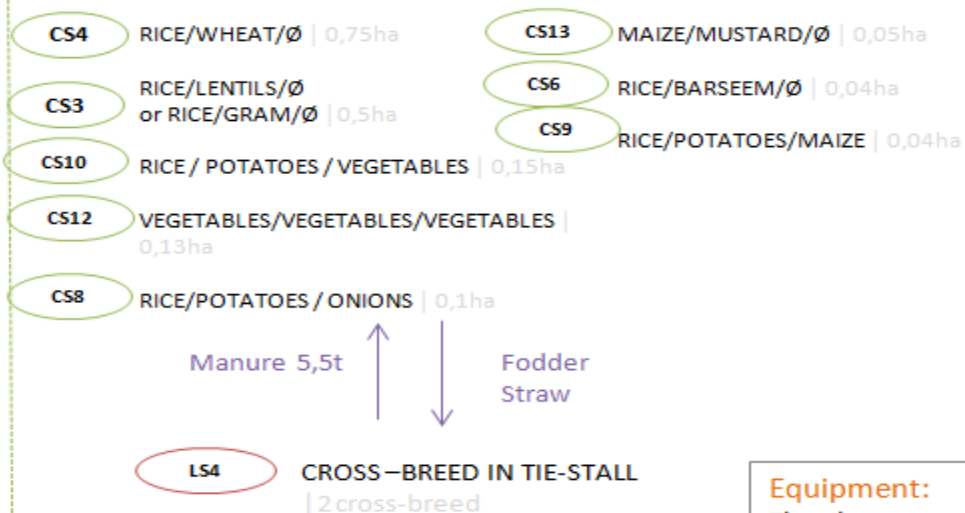 CS4 RICE/WHEAT/Ø | 0,75ha
CS3 RICE/LENTILS/Ø
or RICE/GRAM/Ø | 0,5ha
CS10 RICE / POTATOES / VEGETABLES | 0,15ha
CS12 VEGETABLES/VEGETABLES/VEGETABLES |
0,13ha
CS8 RICE/POTATOES / ONIONS | 0,1ha
CS13 MAIZE/MUSTARD/Ø | 0,05ha
CS6 RICE/BARSEEM/Ø | 0,04ha
CS9 RICE/POTATOES/MAIZE | 0,04ha
Manure 5,5t
Fodder
Straw
LS4 CROSS–BREED IN TIE-STALL
| 2 cross-breed
Equipment: